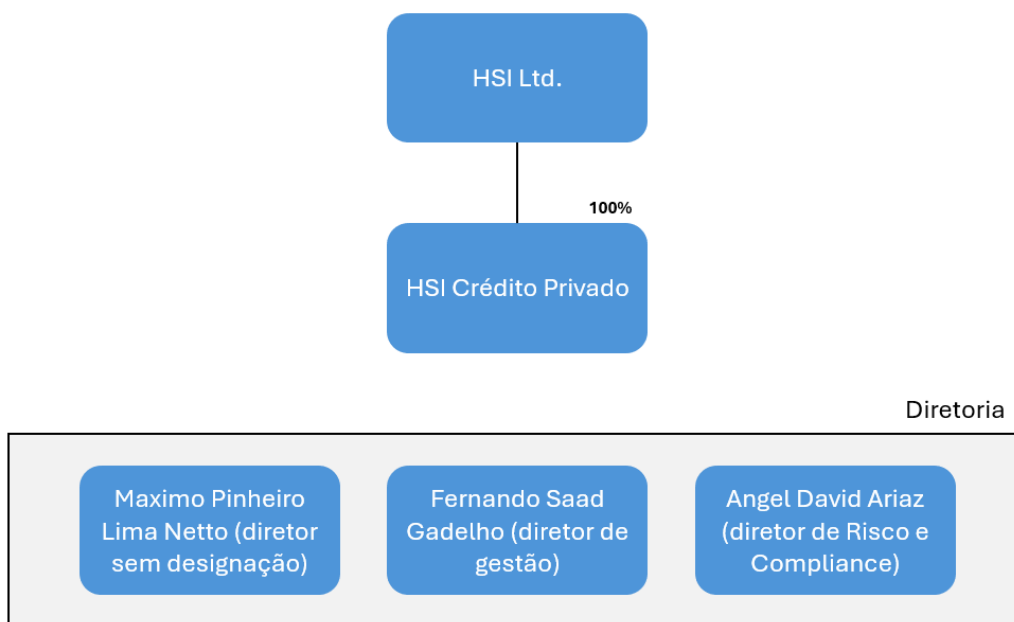 HSI Ltd.
100%
HSI Crédito Privado
Diretoria
Maximo Pinheiro
Lima Netto (diretor
sem designação)
Fernando Saad
Gadelho (diretor de
gestão)
Angel David Ariaz
(diretor de Risco e
Compliance)